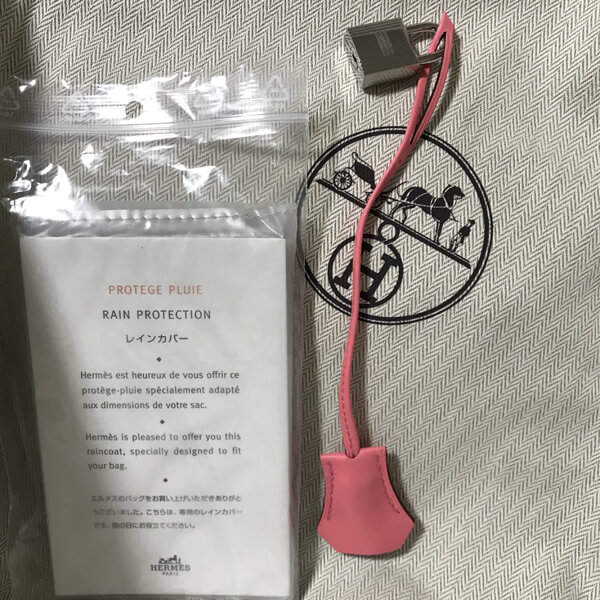 PROTEGE PLUIE
RAIN PROTECTION
レインカバー
Hermès est heureux de vous offrir ce
protège-pluie spécialement adapté
aux dimensions de votre sac.
Hermès is pleased to offer you this
raincoat, specially designed to fit
your bag.
エルメスのバッグをお買い上げいただきありがと
うございました。こちらは、専用のレインカバー
です。雨の日にお役立てください。
HERMÈS
PARIS
H